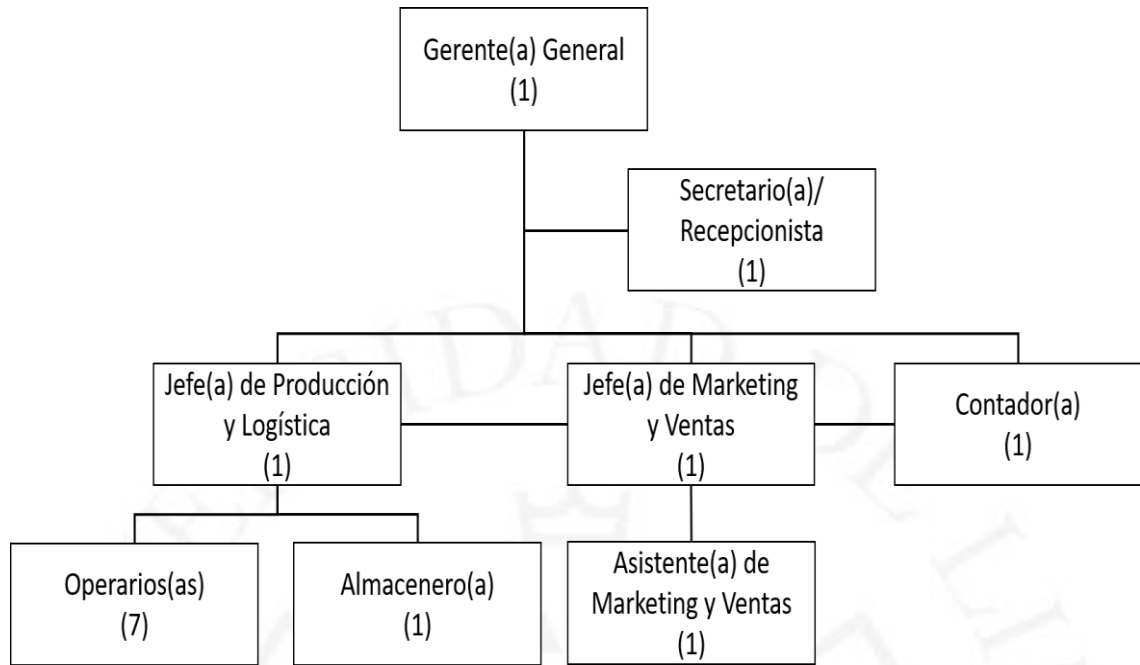 Gerente(a) General
(1)
Secretario(a)/
Recepcionista
(1)
Jefe(a) de Producción
y Logística
(1)
Jefe(a) de Marketing
y Ventas
(1)
Contador(a)
(1)
Operarios(as)
(7)
Almacenero(a)
(1)
Asistente(a) de
Marketing y Ventas
(1)